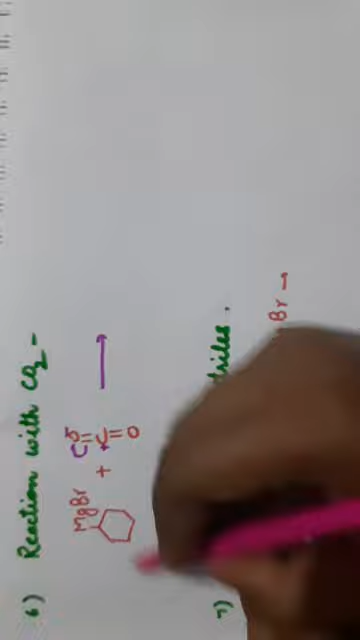 6) Reaction with CO2 -
MgBr + O=C=O →
7)
Br →